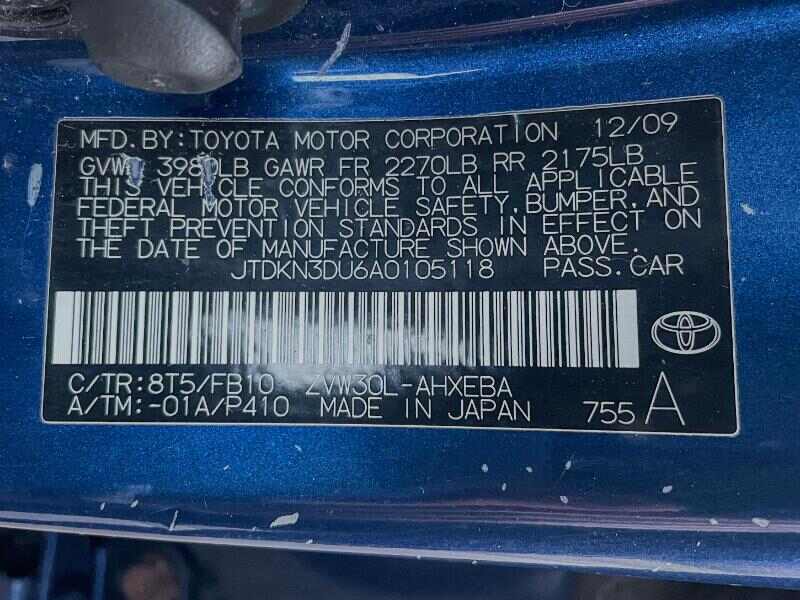 MFD.BY:TOYOTA MOTOR CORPORATION 12/09
GVWR 3980LB GAWR FR 2270LB RR 2175LB
THIS VEHICLE CONFORMS TO ALL APPLICABLE
FEDERAL MOTOR VEHICLE SAFETY,BUMPER,AND
THEFT PREVENTION STANDARDS IN EFFECT ON
THE DATE OF MANUFACTURE SHOWN ABOVE.
JTDKN3DU6A0105118 PASS.CAR
C/TR:8T5/FB10 ZVW30L-AHXEBA
A/TM:-01A/P410 MADE IN JAPAN 755 A